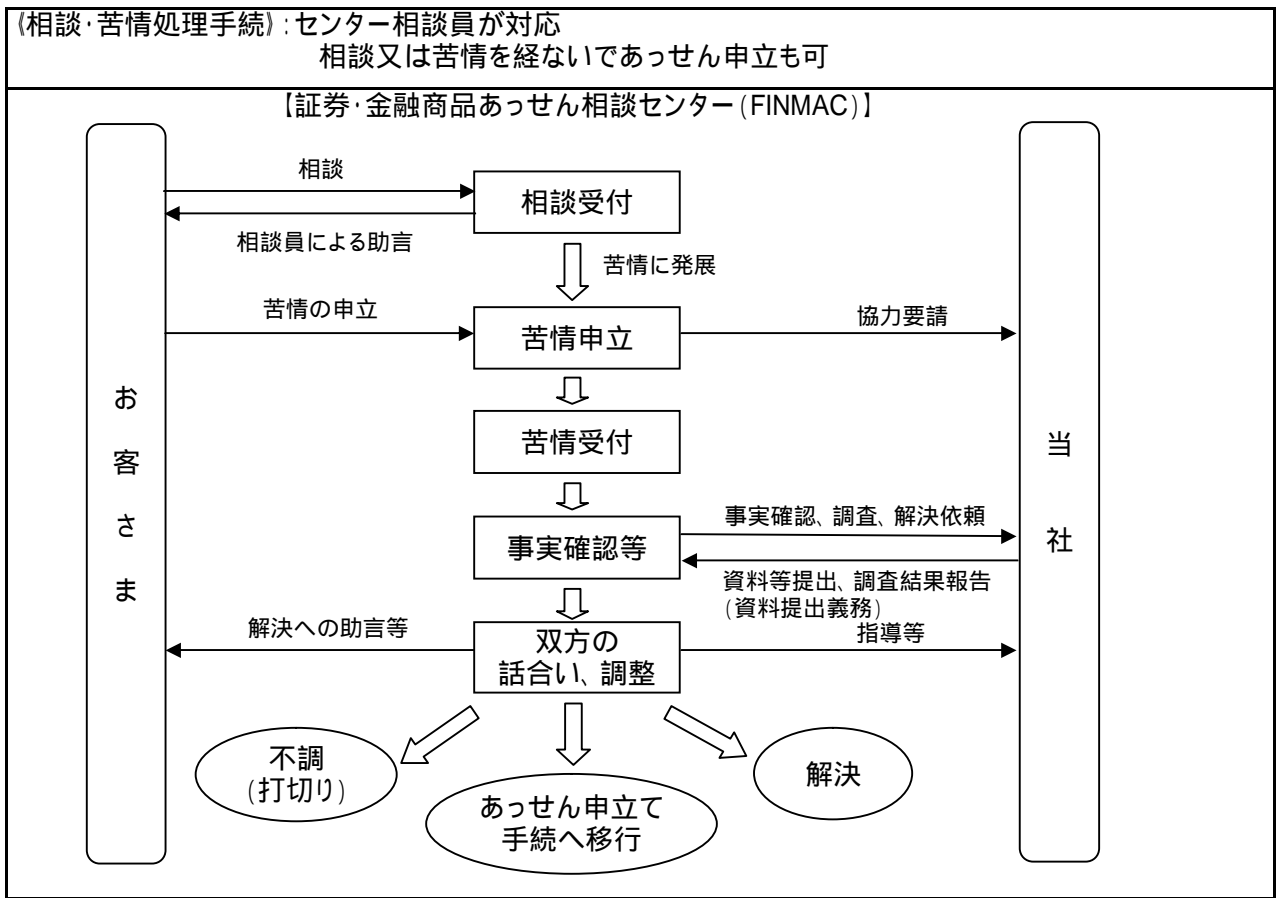 《相談・苦情処理手続》：センター相談員が対応
相談又は苦情を経ないであっせん申立も可
【証券・金融商品あっせん相談センター(FINMAC)】
相談
相談受付
相談員による助言
苦情に発展
苦情の申立
苦情申立
協力要請
苦情受付
お客さま
当社
事実確認等
事実確認、調査、解決依頼
資料等提出、調査結果報告
(資料提出義務)
解決への助言等
双方の
話合い、調整
指導等
不調
(打切り)
あっせん申立て
手続へ移行
解決